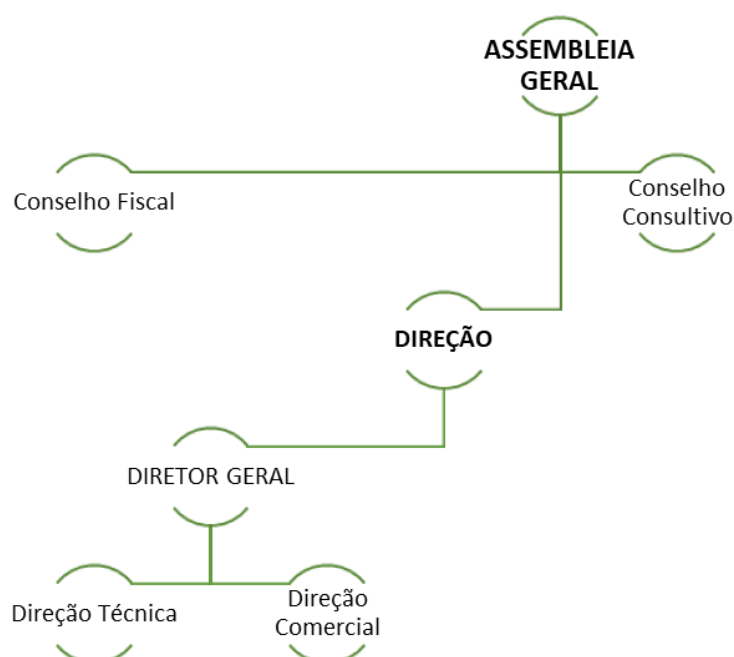 ASSEMBLEIA
GERAL
Conselho Fiscal
Conselho
Consultivo
DIREÇÃO
DIRETOR GERAL
Direção Técnica
Direção
Comercial